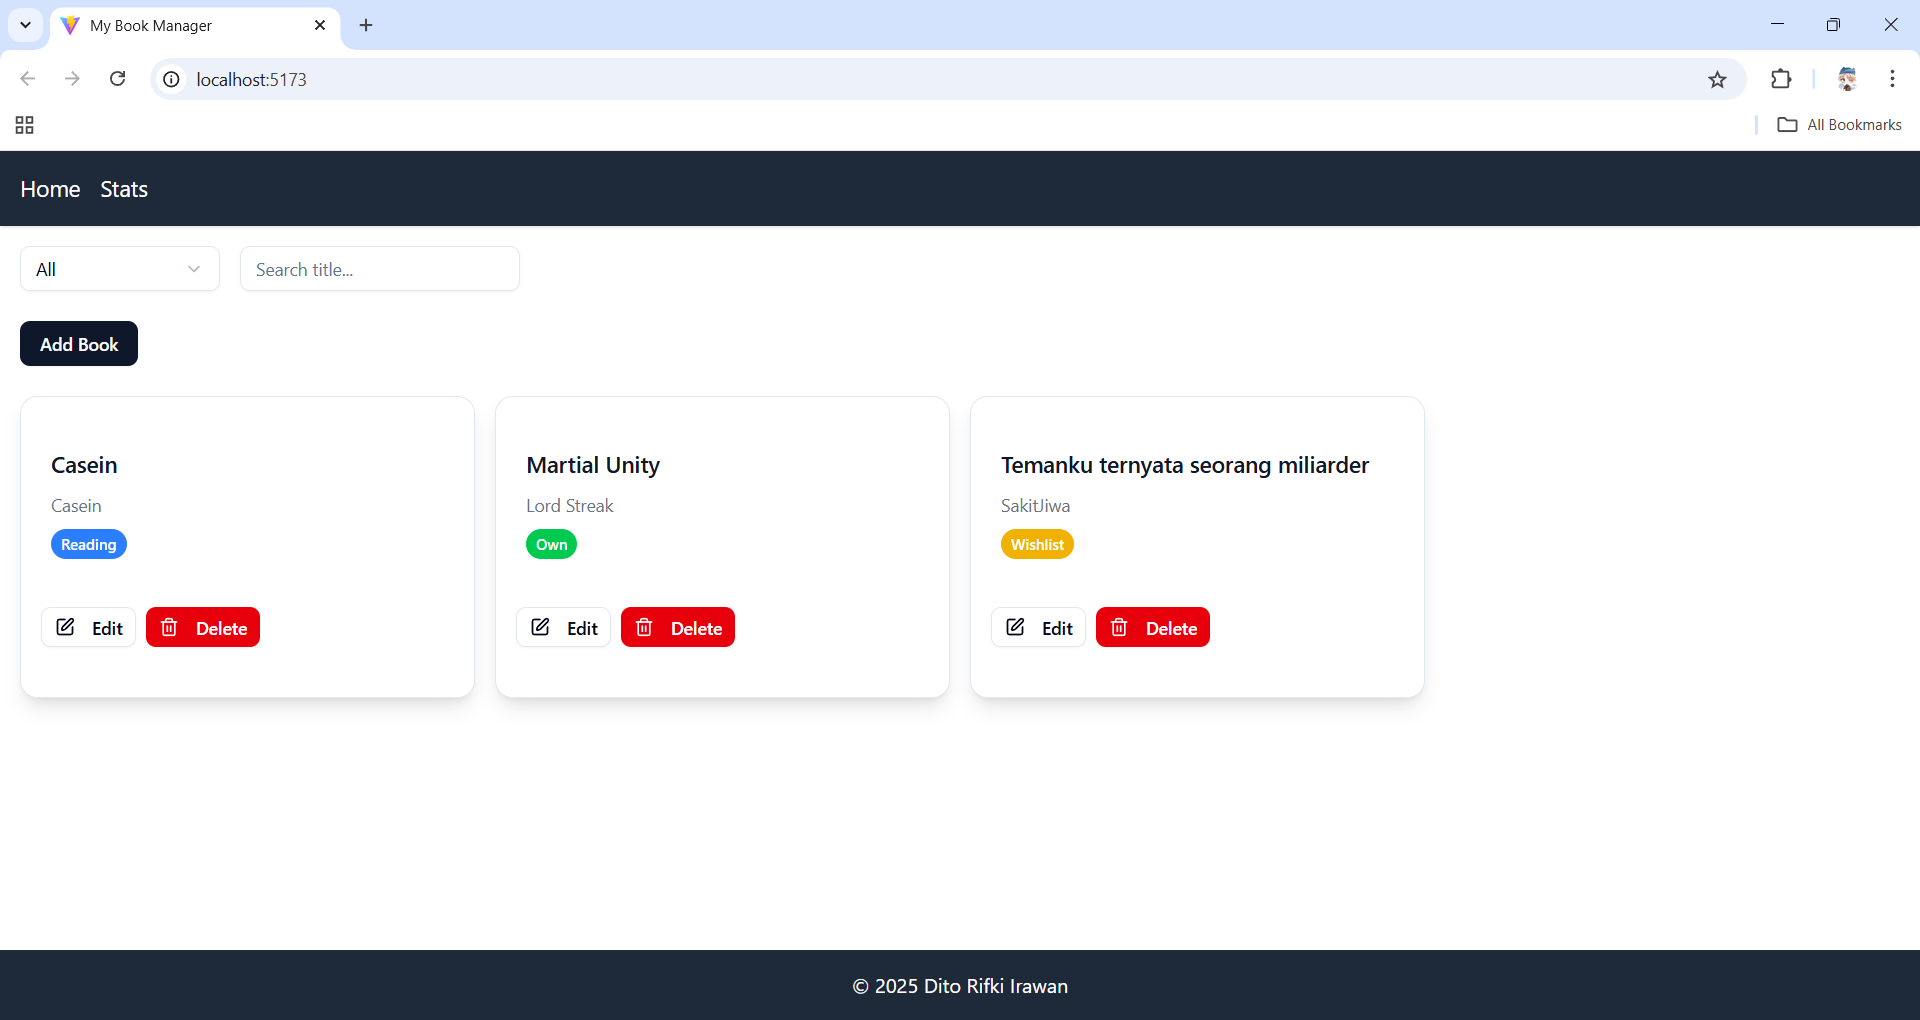 My Book Manager
localhost:5173
All Bookmarks
Home Stats
All Search title...
Add Book
Casein
Casein
Reading
Edit Delete
Martial Unity
Lord Streak
Own
Edit Delete
Temanku ternyata seorang miliarder
SakitJiwa
Wishlist
Edit Delete
© 2025 Dito Rifki Irawan